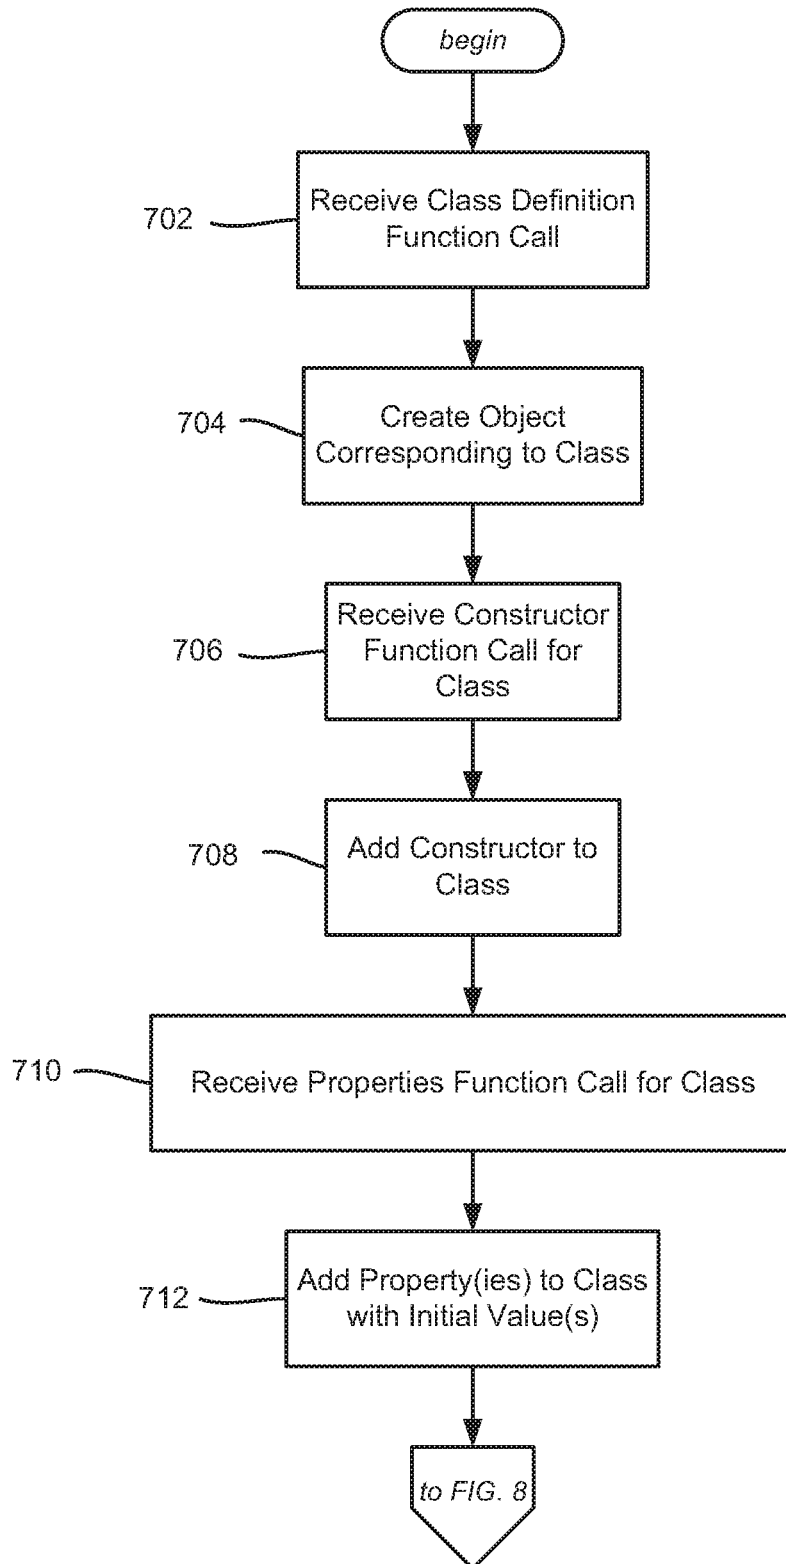 begin
702
Receive Class Definition
Function Call
704
Create Object
Corresponding to Class
706
Receive Constructor
Function Call for
Class
708
Add Constructor to
Class
710
Receive Properties Function Call for Class
712
Add Property(ies) to Class
with Initial Value(s)
to FIG. 8